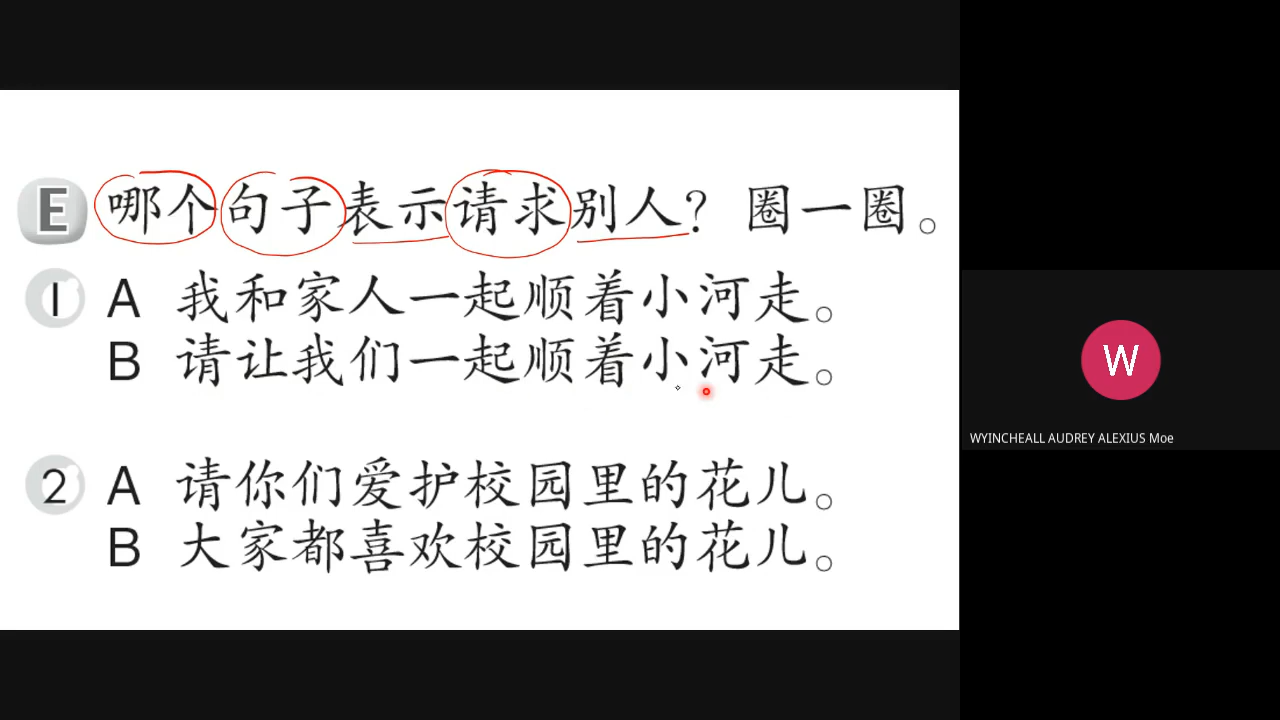 E 哪个句子表示请求别人？圈一圈。
1 A 我和家人一起顺着小河走。
B 请让我们一起顺着小河走。
2 A 请你们爱护校园里的花儿。
B 大家都喜欢校园里的花儿。
W
WYINCHEALL AUDREY ALEXIUS Moe